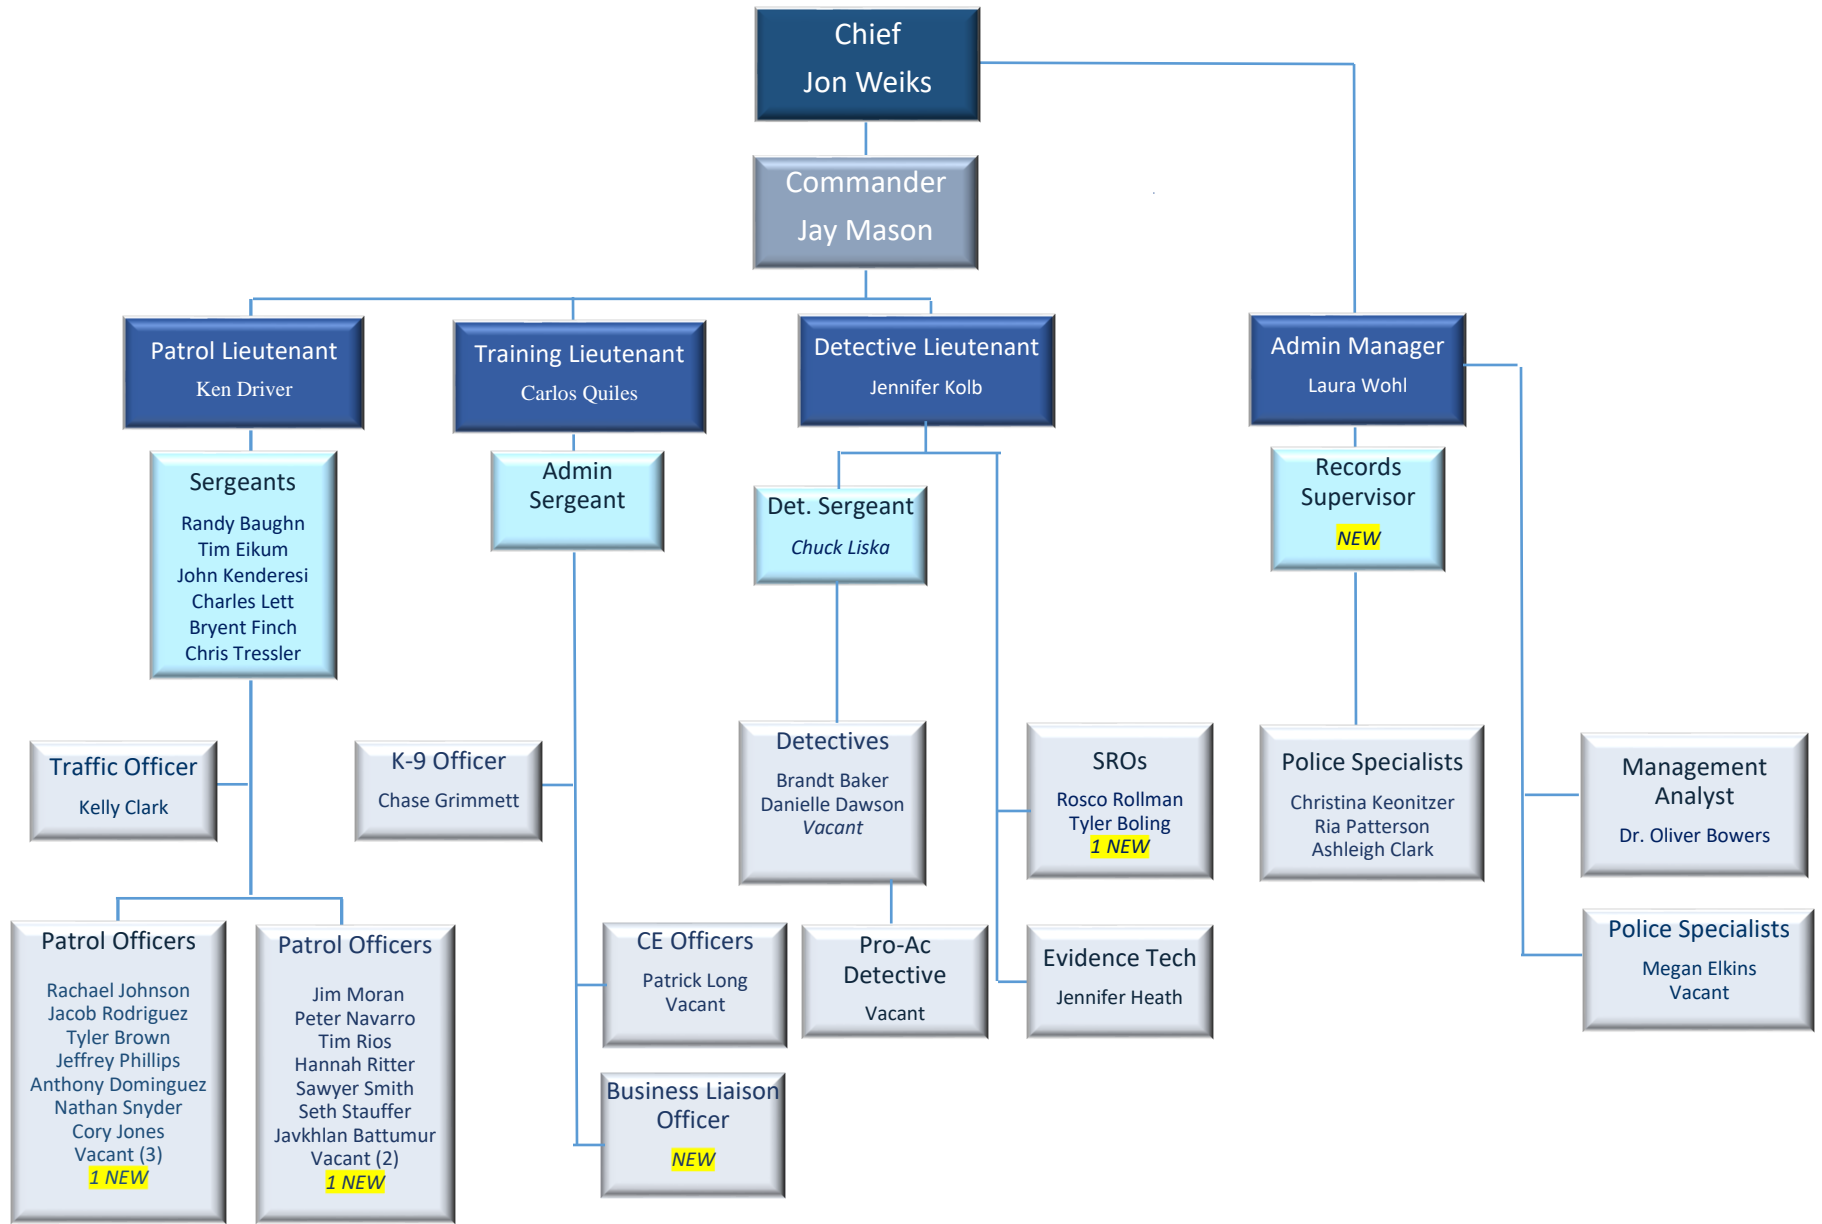 Chief
Jon Weiks
Commander
Jay Mason
Patrol Lieutenant
Ken Driver
Training Lieutenant
Carlos Quiles
Detective Lieutenant
Jennifer Kolb
Admin Manager
Laura Wohl
Sergeants
Randy Baughn
Tim Eikum
John Kenderesi
Charles Lett
Bryent Finch
Chris Tressler
Admin
Sergeant
Det. Sergeant
Chuck Liska
Records
Supervisor
NEW
Traffic Officer
Kelly Clark
K-9 Officer
Chase Grimmett
Detectives
Brandt Baker
Danielle Dawson
Vacant
SROs
Rosco Rollman
Tyler Boling
1 NEW
Police Specialists
Christina Keonitzer
Ria Patterson
Ashleigh Clark
Management
Analyst
Dr. Oliver Bowers
Patrol Officers
Rachael Johnson
Jacob Rodriguez
Tyler Brown
Jeffrey Phillips
Anthony Dominguez
Nathan Snyder
Cory Jones
Vacant (3)
1 NEW
Patrol Officers
Jim Moran
Peter Navarro
Tim Rios
Hannah Ritter
Sawyer Smith
Seth Stauffer
Javkhlan Battumur
Vacant (2)
1 NEW
CE Officers
Patrick Long
Vacant
Pro-Ac
Detective
Vacant
Evidence Tech
Jennifer Heath
Police Specialists
Megan Elkins
Vacant
Business Liaison
Officer
NEW